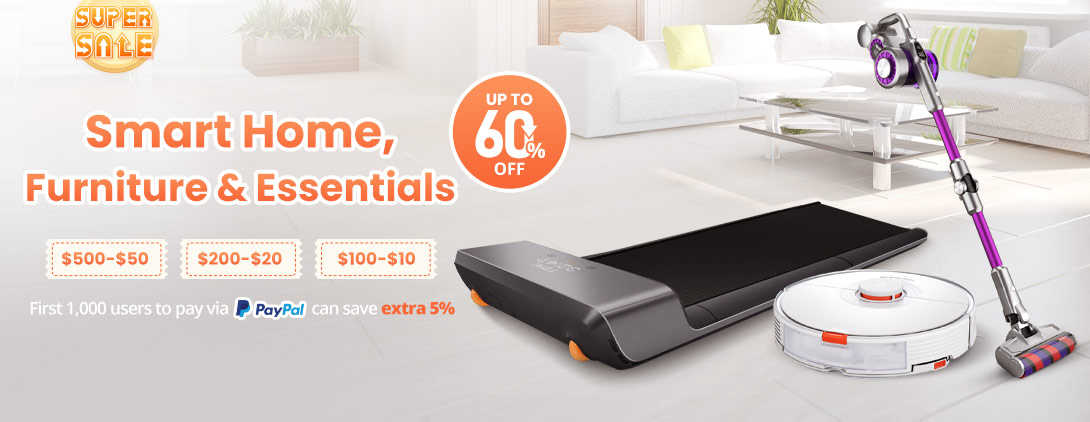 SUPER
SALE
Smart Home,
Furniture & Essentials
UP TO
60%
OFF
$500-$50
$200-$20
$100-$10
First 1,000 users to pay via PayPal can save extra 5%